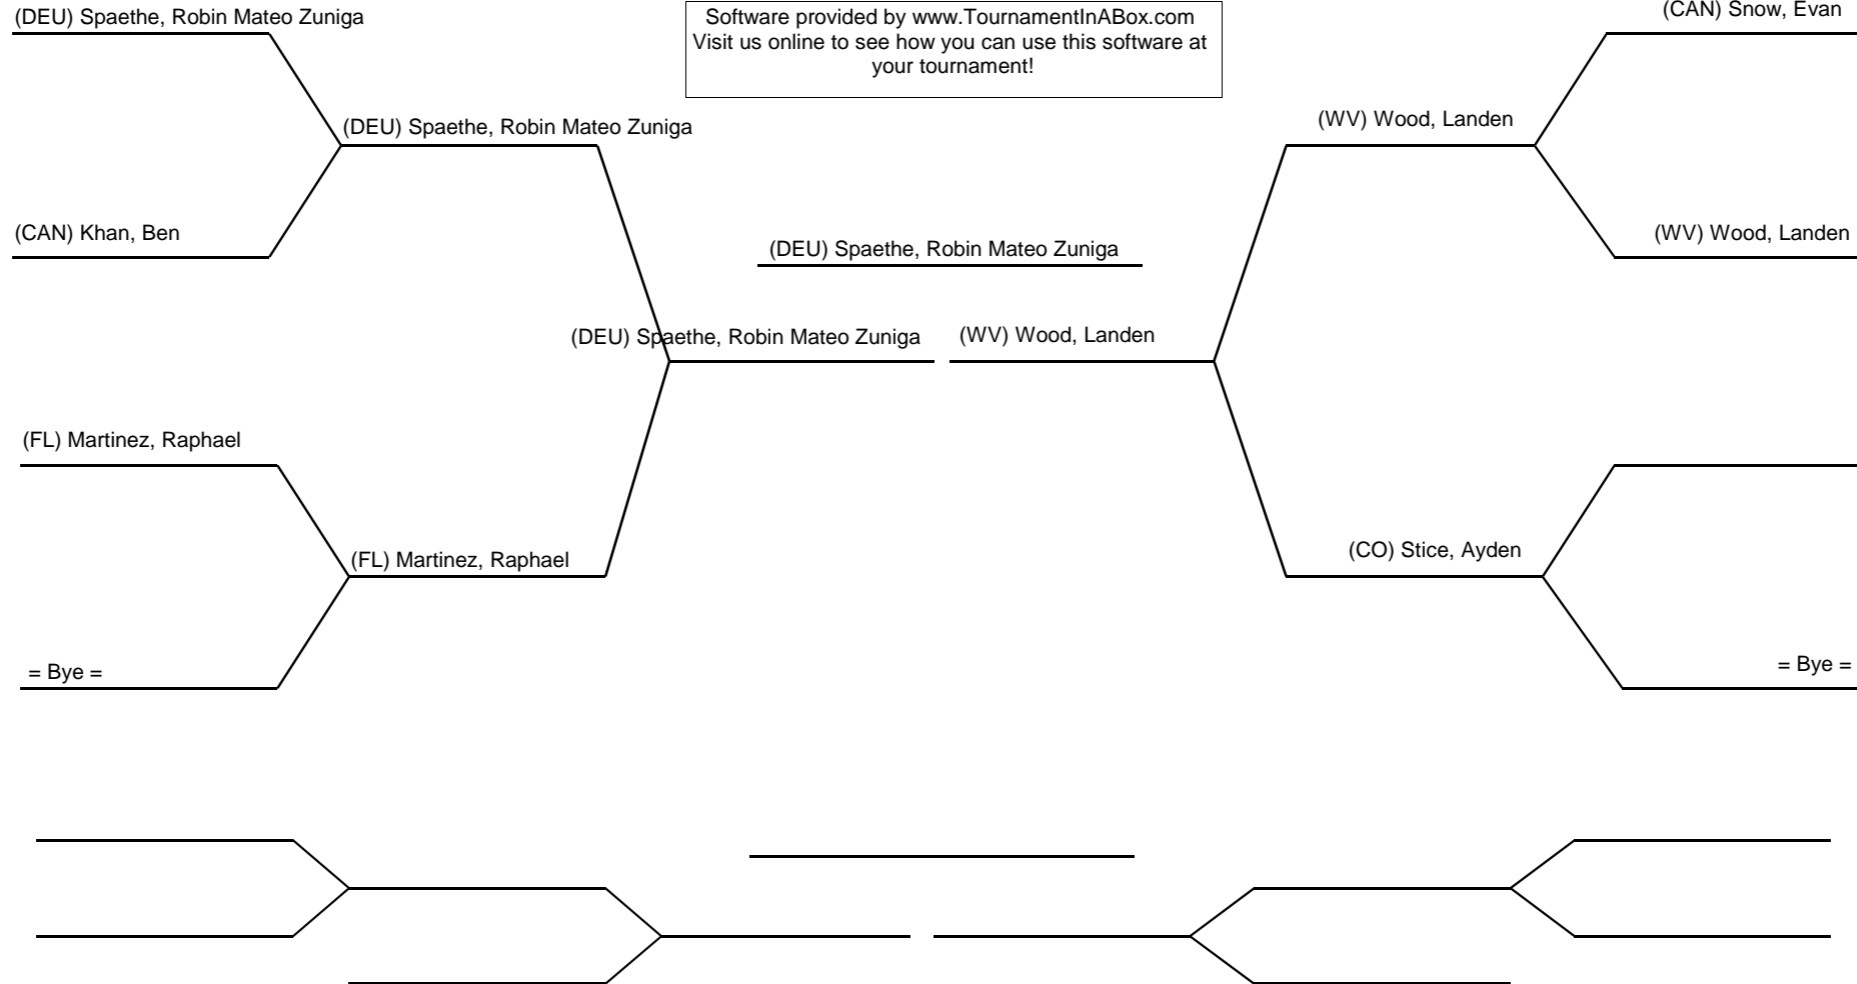 (DEU) Spaethe, Robin Mateo Zuniga
Software provided by www.TournamentInABox.com
Visit us online to see how you can use this software at
your tournament!
(CAN) Snow, Evan
(DEU) Spaethe, Robin Mateo Zuniga
(WV) Wood, Landen
(CAN) Khan, Ben
(DEU) Spaethe, Robin Mateo Zuniga
(WV) Wood, Landen
(DEU) Spaethe, Robin Mateo Zuniga
(WV) Wood, Landen
(FL) Martinez, Raphael
(FL) Martinez, Raphael
(CO) Stice, Ayden
= Bye =
= Bye =